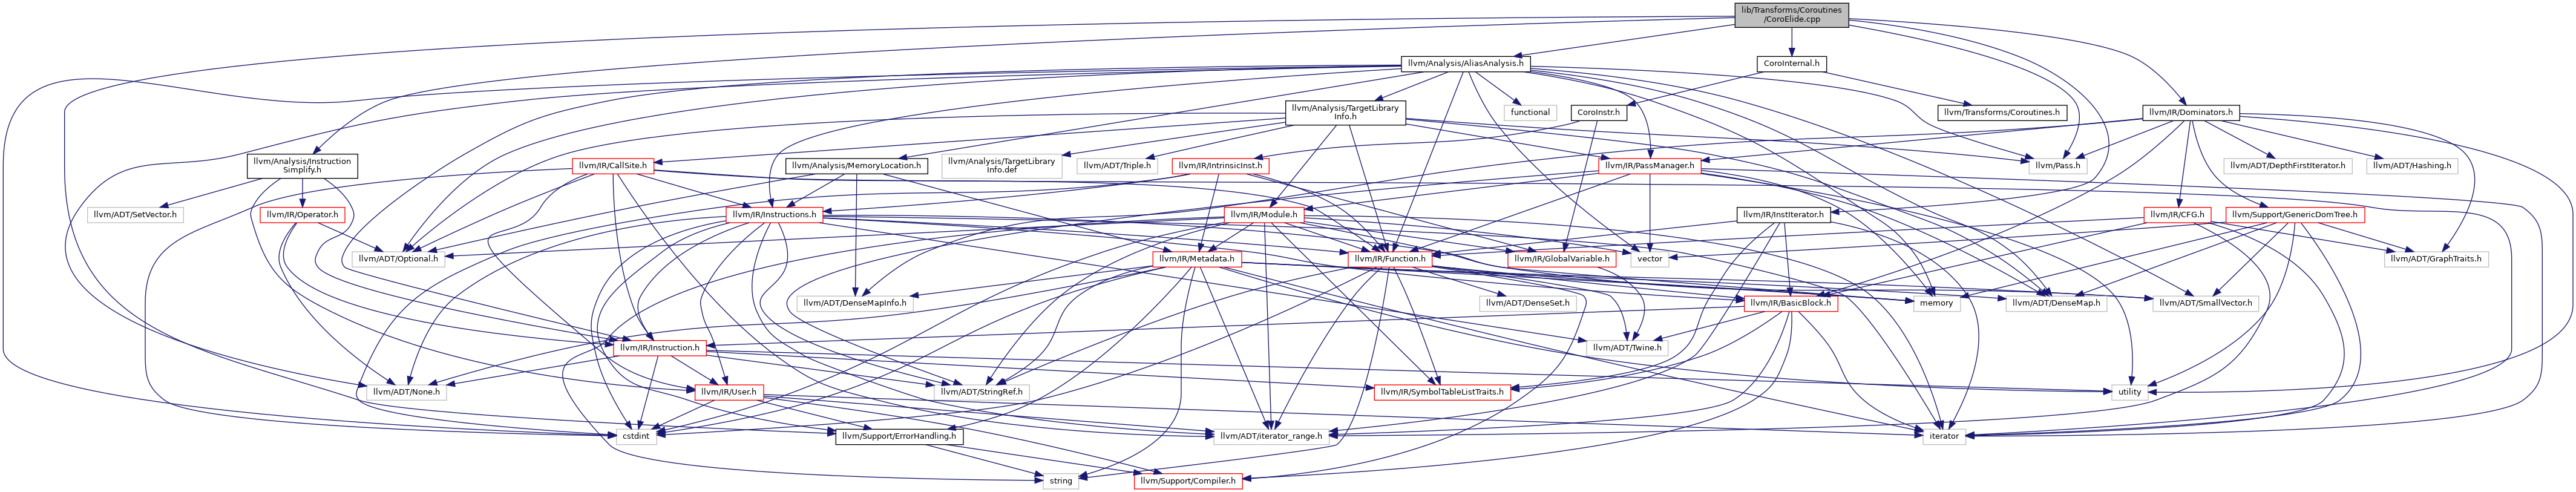 lib/Transforms/Coroutines
/CoroElide.cpp
llvm/Analysis/AliasAnalysis.h
CoroInternal.h
llvm/Analysis/TargetLibrary
Info.h
functional
CoroInstr.h
llvm/Transforms/Coroutines.h
llvm/IR/Dominators.h
llvm/Analysis/Instruction
Simplify.h
llvm/IR/CallSite.h
llvm/Analysis/MemoryLocation.h
llvm/Analysis/TargetLibrary
Info.def
llvm/ADT/Triple.h
llvm/IR/IntrinsicInst.h
llvm/IR/PassManager.h
llvm/Pass.h
llvm/ADT/DepthFirstIterator.h
llvm/ADT/Hashing.h
llvm/ADT/SetVector.h
llvm/IR/Operator.h
llvm/IR/Instructions.h
llvm/IR/Module.h
llvm/IR/InstIterator.h
llvm/IR/CFG.h
llvm/Support/GenericDomTree.h
llvm/ADT/Optional.h
llvm/IR/Metadata.h
llvm/IR/Function.h
llvm/IR/GlobalVariable.h
vector
llvm/ADT/GraphTraits.h
llvm/ADT/DenseMapInfo.h
llvm/ADT/DenseSet.h
llvm/IR/BasicBlock.h
memory
llvm/ADT/DenseMap.h
llvm/ADT/SmallVector.h
llvm/IR/Instruction.h
llvm/ADT/Twine.h
llvm/ADT/None.h
llvm/IR/User.h
llvm/ADT/StringRef.h
llvm/IR/SymbolTableListTraits.h
utility
cstdint
llvm/Support/ErrorHandling.h
llvm/ADT/iterator_range.h
iterator
string
llvm/Support/Compiler.h